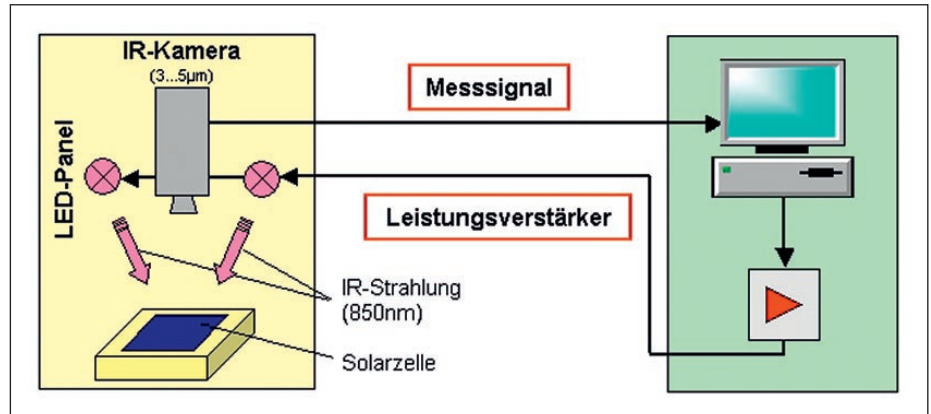 IR-Kamera
(3...5µm)
LED-Panel
Messsignal
Leistungsverstärker
IR-Strahlung
(850nm)
Solarzelle